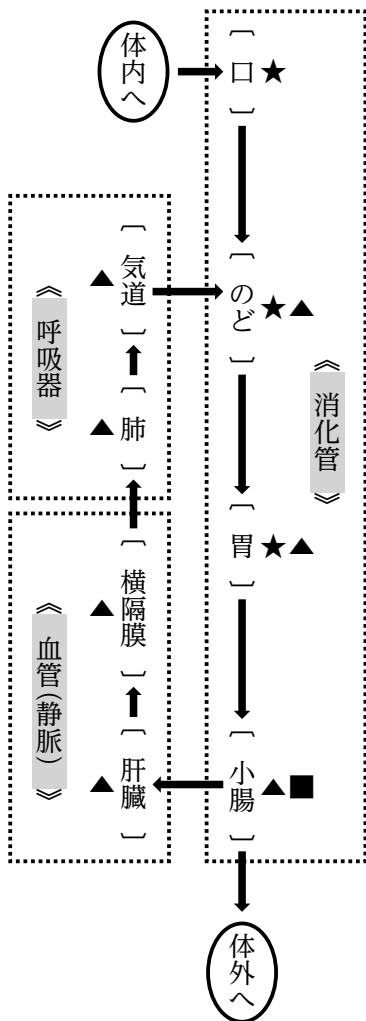 体内へ
〔 口 〕★
〔 のど 〕★▲
〔 胃 〕★▲
〔 小腸 〕▲■
《 消化管 》
体外へ
〔 肝臓 〕▲
〔 横隔膜 〕▲
《 血管(静脈) 》
〔 肺 〕▲
〔 気道 〕▲
《 呼吸器 》